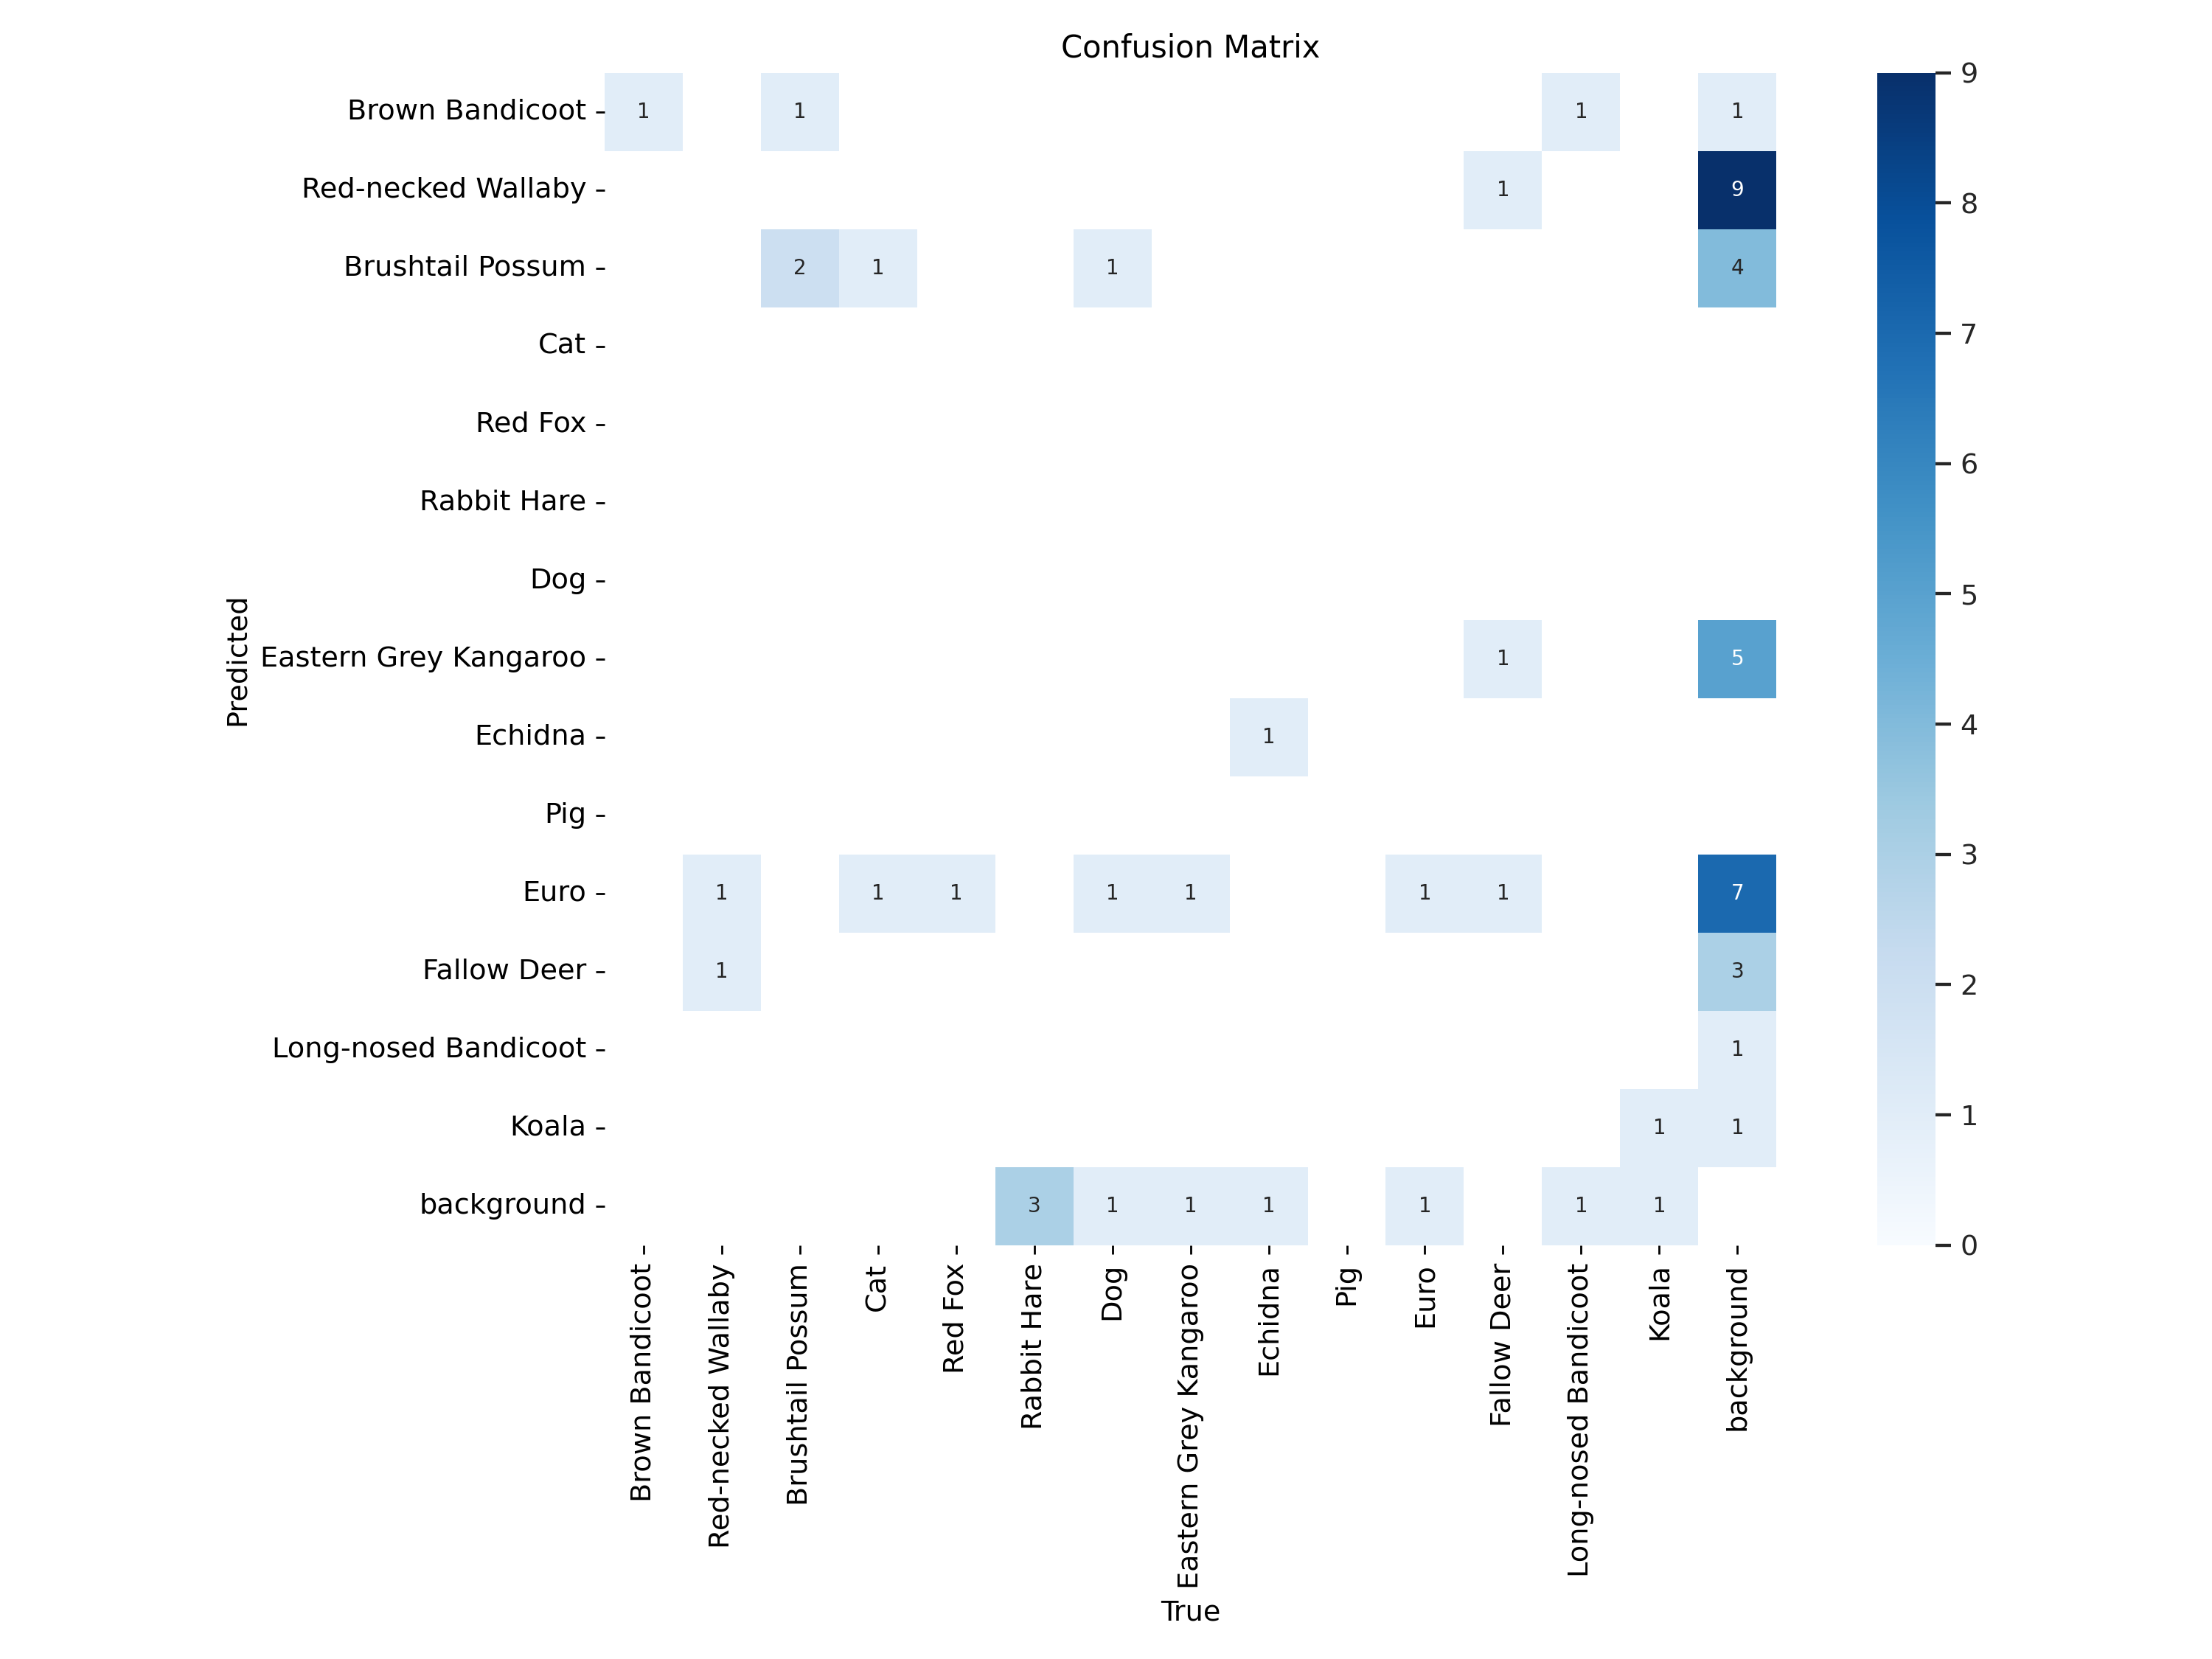 Confusion Matrix
Brown Bandicoot 1 1 1 1
Red-necked Wallaby 1 9
Brushtail Possum 2 1 1 4
Cat
Red Fox
Rabbit Hare
Dog
Eastern Grey Kangaroo 1 5
Echidna 1
Pig
Euro 1 1 1 1 1 1 1 7
Fallow Deer 1 3
Long-nosed Bandicoot 1
Koala 1 1
background 3 1 1 1 1 1 1
Predicted
Brown Bandicoot
Red-necked Wallaby
Brushtail Possum
Cat
Red Fox
Rabbit Hare
Dog
Eastern Grey Kangaroo
Echidna
Pig
Euro
Fallow Deer
Long-nosed Bandicoot
Koala
background
True
9
8
7
6
5
4
3
2
1
0